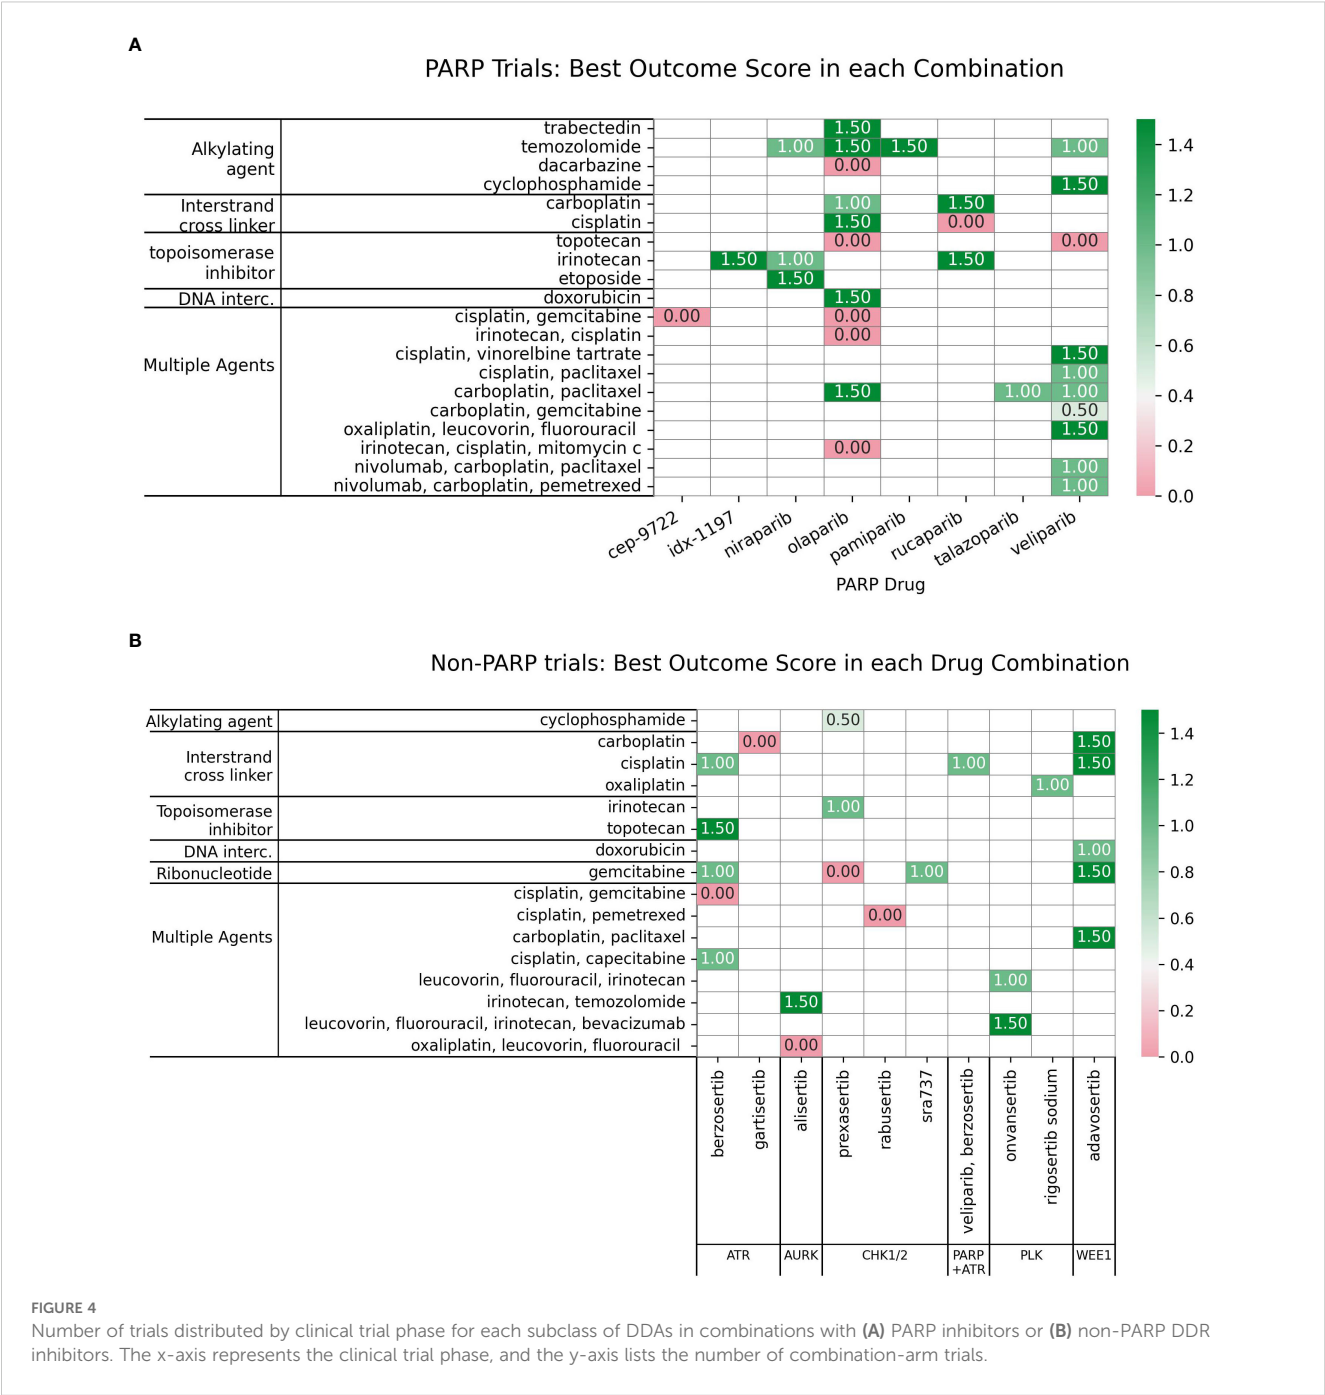 A
PARP Trials: Best Outcome Score in each Combination
Alkylating
agent
Interstrand
cross linker
topoisomerase
inhibitor
DNA interc.
Multiple Agents
trabectedin 1.50
temozolomide 1.00 1.50 1.50 1.00
dacarbazine 0.00
cyclophosphamide 1.50
carboplatin 1.00 1.50
cisplatin 1.50 0.00
topotecan 0.00 0.00
irinotecan 1.50 1.00 1.50
etoposide 1.50
doxorubicin 1.50
cisplatin, gemcitabine 0.00 0.00
irinotecan, cisplatin 0.00
cisplatin, vinorelbine tartrate 1.50
cisplatin, paclitaxel 1.00
carboplatin, paclitaxel 1.50 1.00 1.00
carboplatin, gemcitabine 0.50
oxaliplatin, leucovorin, fluorouracil 1.50
irinotecan, cisplatin, mitomycin c 0.00
nivolumab, carboplatin, paclitaxel 1.00
nivolumab, carboplatin, pemetrexed 1.00
1.4
1.2
1.0
0.8
0.6
0.4
0.2
0.0
cep-9722 idx-1197 niraparib olaparib pamiparib rucaparib talazoparib veliparib
PARP Drug
B
Non-PARP trials: Best Outcome Score in each Drug Combination
Alkylating agent
Interstrand
cross linker
Topoisomerase
inhibitor
DNA interc.
Ribonucleotide
Multiple Agents
cyclophosphamide 0.50
carboplatin 0.00 1.50
cisplatin 1.00 1.00 1.50
oxaliplatin 1.00
irinotecan 1.00
topotecan 1.50
doxorubicin 1.00
gemcitabine 1.00 0.00 1.00 1.50
cisplatin, gemcitabine 0.00
cisplatin, pemetrexed 0.00
carboplatin, paclitaxel 1.50
cisplatin, capecitabine 1.00
leucovorin, fluorouracil, irinotecan 1.00
irinotecan, temozolomide 1.50
leucovorin, fluorouracil, irinotecan, bevacizumab 1.50
oxaliplatin, leucovorin, fluorouracil 0.00
1.4
1.2
1.0
0.8
0.6
0.4
0.2
0.0
berzosertib
gartisertib
alisertib
prexasertib
rabusertib
sra737
veliparib, berzosertib
onvansertib
rigosertib sodium
adavosertib
ATR AURK CHK1/2 PARP PLK WEE1
+ATR
FIGURE 4
Number of trials distributed by clinical trial phase for each subclass of DDAs in combinations with (A) PARP inhibitors or (B) non-PARP DDR
inhibitors. The x-axis represents the clinical trial phase, and the y-axis lists the number of combination-arm trials.